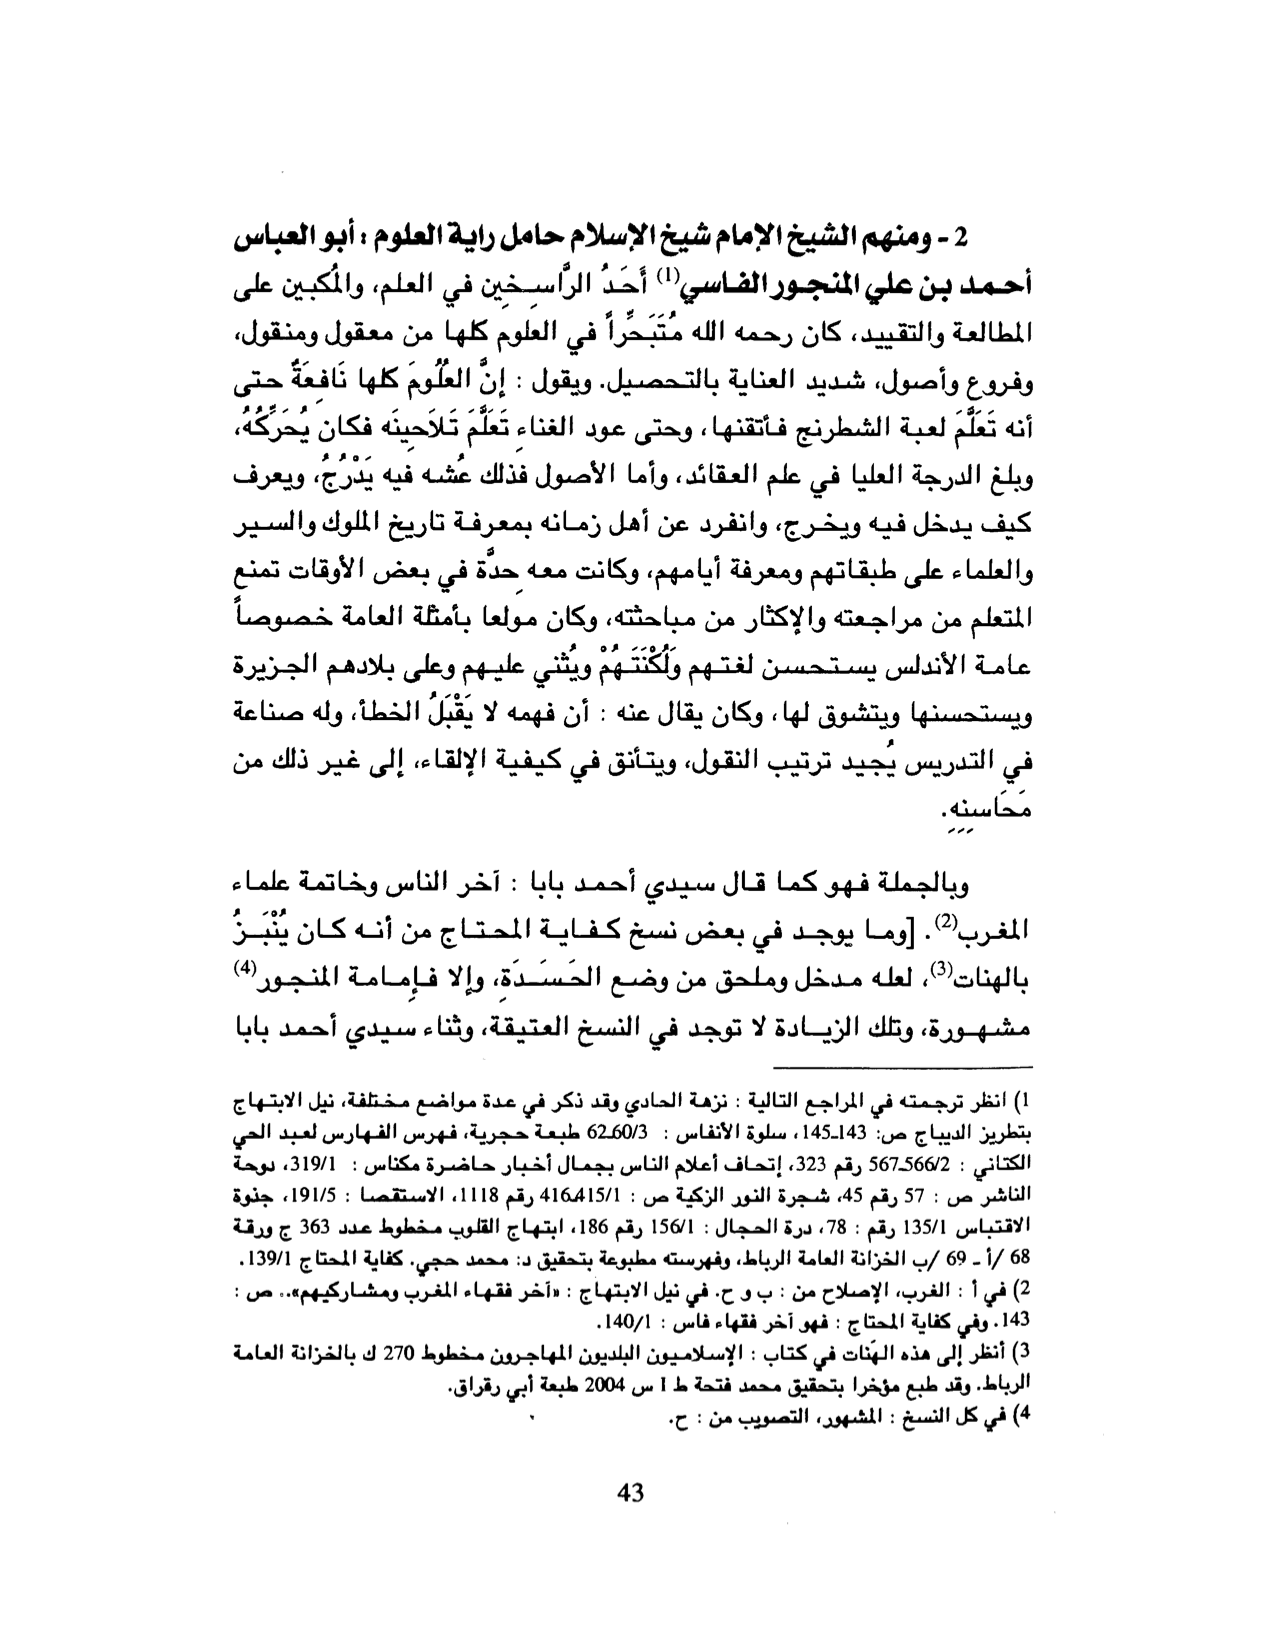 2 - ومنهم الشيخ الإمام شيخ الإسلام حامل راية العلوم : أبو العباس
أحمد بن علي المنجور الفاسي(1) أَحَدُ الرَّاسِخِين في العلم، والمُكبين على
المطالعة والتقييد، كان رحمه الله مُتَبَحِّراً في العلوم كلها من معقول ومنقول،
وفروع وأصول، شديد العناية بالتحصيل. ويقول : إنَّ العُلُومَ كلها نَافِعَةٌ حتى
أنه تَعَلَّمَ لعبة الشطرنج فأتقنها، وحتى عود الغناء تَعَلَّمَ تَلَاحِينَه فكان يُحَرِّكُهُ،
وبلغ الدرجة العليا في علم العقائد، وأما الأصول فذلك عُشه فيه يَدْرُجُ، ويعرف
كيف يدخل فيه ويخرج، وانفرد عن أهل زمانه بمعرفة تاريخ الملوك والسير
والعلماء على طبقاتهم ومعرفة أيامهم، وكانت معه حِدَّة في بعض الأوقات تمنع
المتعلم من مراجعته والإكثار من مباحثته، وكان مولعا بأمثلة العامة خصوصاً
عامة الأندلس يستحسن لغتهم وَلُكْنَتَهُمْ ويُثني عليهم وعلى بلادهم الجزيرة
ويستحسنها ويتشوق لها، وكان يقال عنه : أن فهمه لا يَقْبَلُ الخطأ، وله صناعة
في التدريس يُجيد ترتيب النقول، ويتأنق في كيفية الإلقاء، إلى غير ذلك من
مَحَاسِنِهِ.
وبالجملة فهو كما قال سيدي أحمد بابا : آخر الناس وخاتمة علماء
المغرب(2). [وما يوجد في بعض نسخ كفاية المحتاج من أنه كان يُنْبَزُ
بالهنات(3)، لعله مدخل وملحق من وضع الحَسَدَةِ، وإلا فإمامة المنجور(4)
مشهورة، وتلك الزيادة لا توجد في النسخ العتيقة، وثناء سيدي أحمد بابا
1) انظر ترجمته في المراجع التالية : نزهة الحادي وقد ذكر في عدة مواضع مختلفة، نيل الابتهاج
بتطريز الديباج ص: 143-145، سلوة الأنفاس : 60/3-62 طبعة حجرية، فهرس الفهارس لعبد الحي
الكتاني : 566/2-567 رقم 323، إتحاف أعلام الناس بجمال أخبار حاضرة مكناس : 319/1، دوحة
الناشر ص : 57 رقم 45، شجرة النور الزكية ص : 415/1-416 رقم 1118، الاستقصا : 191/5، جذوة
الاقتباس 135/1 رقم : 78، درة الحجال : 156/1 رقم 186، ابتهاج القلوب مخطوط عدد 363 ج ورقة
68 /أ - 69 /ب الخزانة العامة الرباط، وفهرسته مطبوعة بتحقيق د: محمد حجي. كفاية المحتاج 139/1.
2) في أ : الغرب، الإصلاح من : ب و ح. في نيل الابتهاج : «آخر فقهاء المغرب ومشاركيهم».. ص :
143. وفي كفاية المحتاج : فهو آخر فقهاء فاس : 140/1.
3) أنظر إلى هذه الهَنات في كتاب : الإسلاميون البلديون المهاجرون مخطوط 270 ك بالخزانة العامة
الرباط. وقد طبع مؤخرا بتحقيق محمد فتحة ط 1 س 2004 طبعة أبي رقراق.
4) في كل النسخ : المشهور، التصويب من : ح.
43